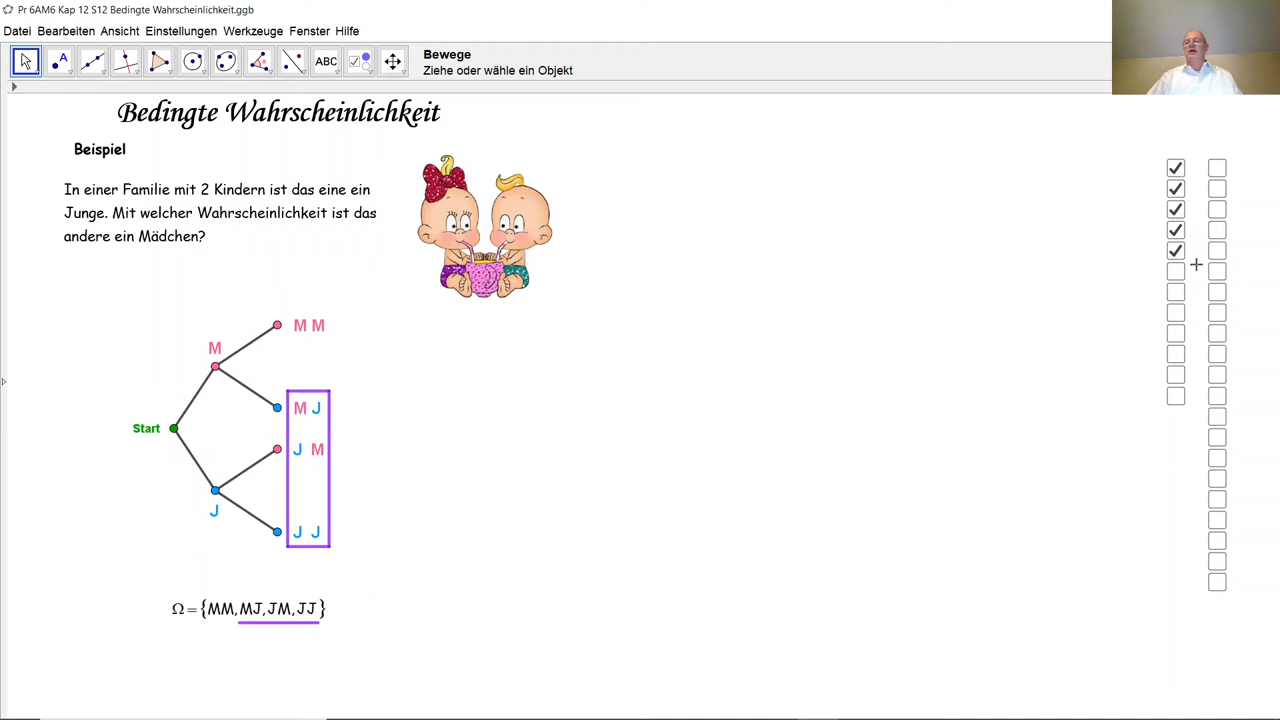 Pr 6AM6 Kap 12 S12 Bedingte Wahrscheinlichkeit.ggb
Datei Bearbeiten Ansicht Einstellungen Werkzeuge Fenster Hilfe
A
ABC
Bewege
Ziehe oder wähle ein Objekt
Bedingte Wahrscheinlichkeit
Beispiel
In einer Familie mit 2 Kindern ist das eine ein
Junge. Mit welcher Wahrscheinlichkeit ist das
andere ein Mädchen?
M M
M
M J
Start
J M
J
J J
Ω = {MM, MJ, JM, JJ}